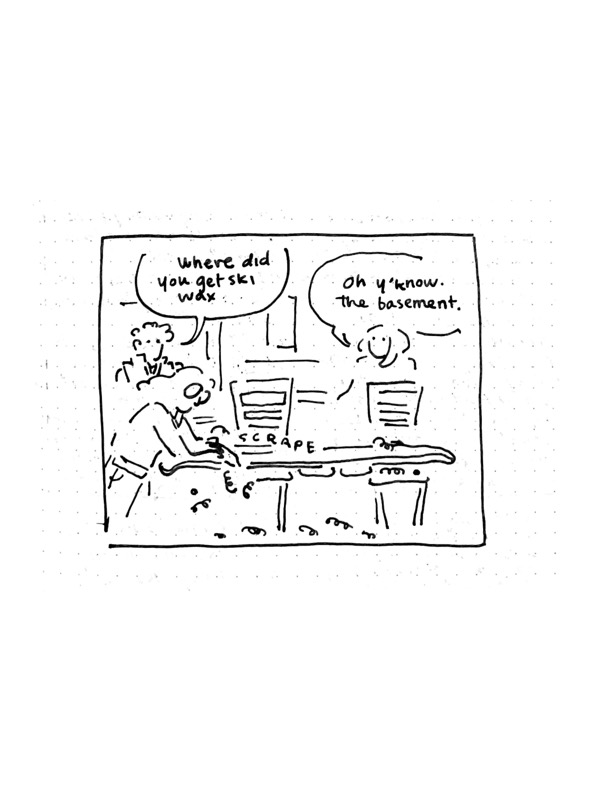 Where did
you get ski
wax
Oh y'know.
The basement.
SCRAPE